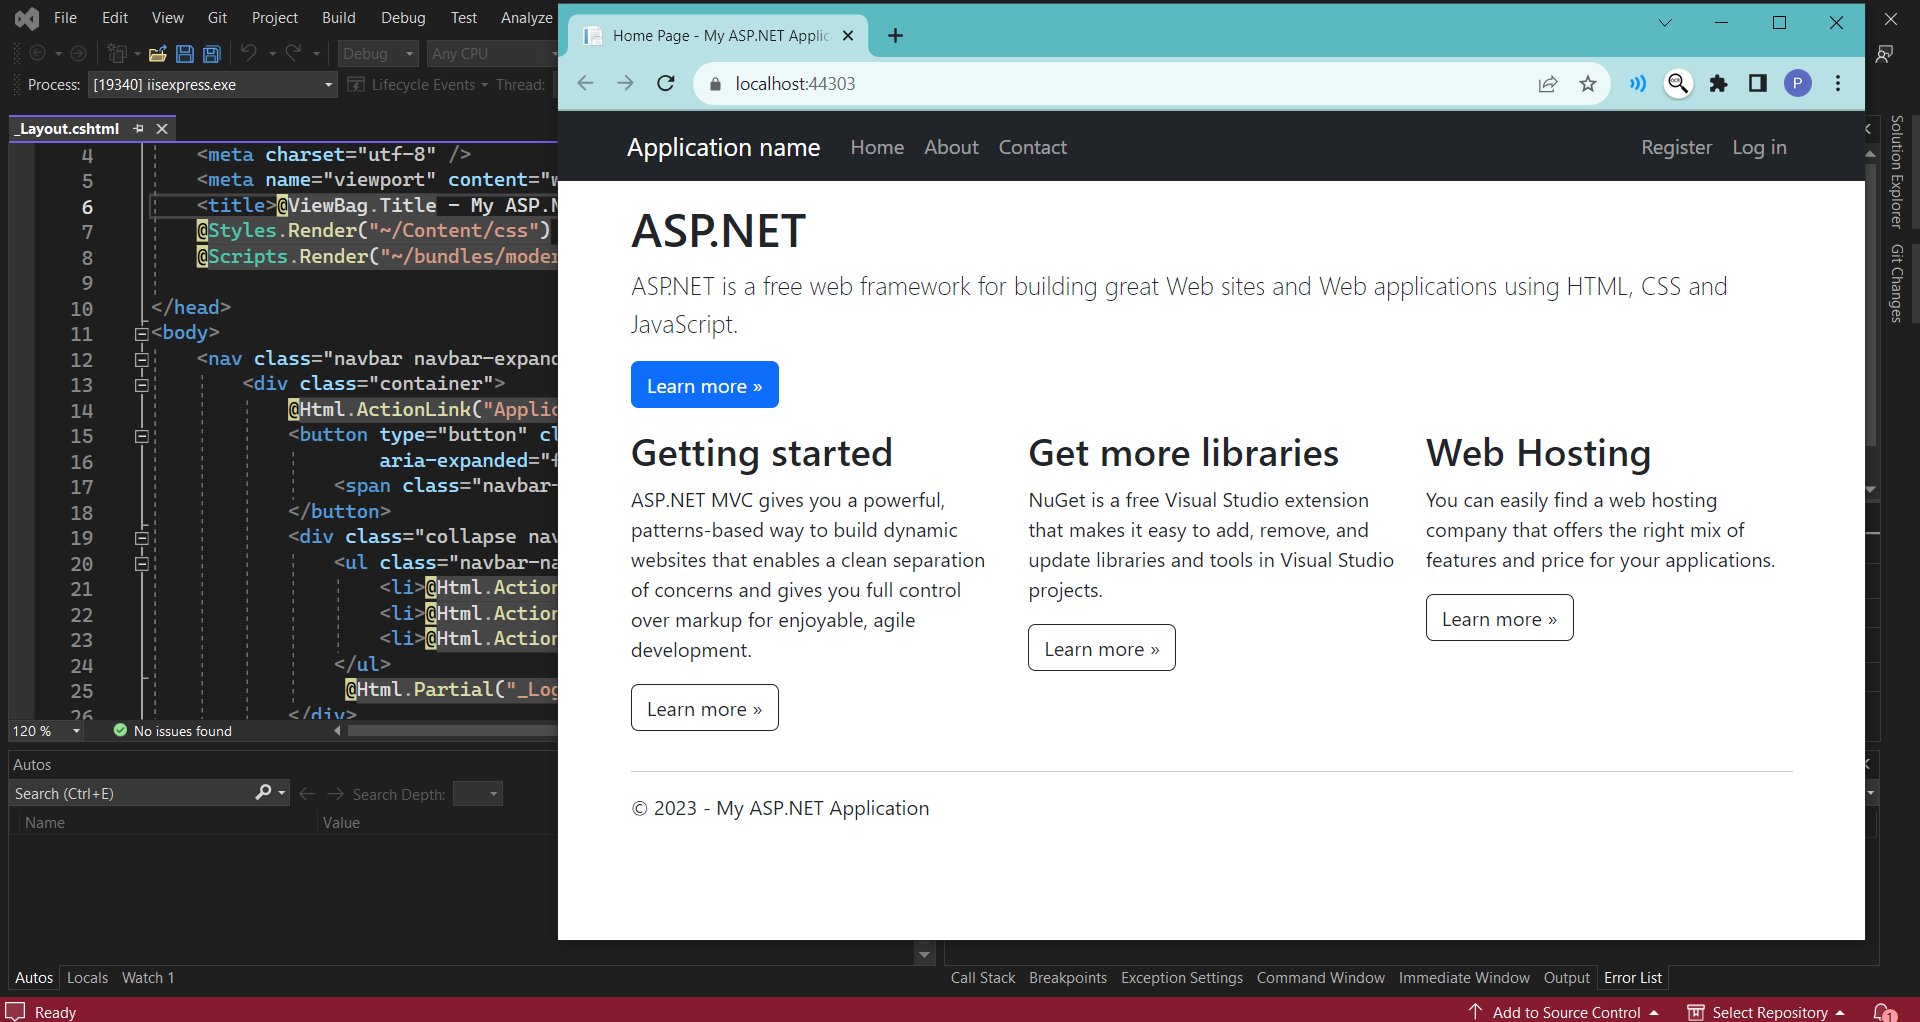 File Edit View Git Project Build Debug Test Analyze
Debug Any CPU
Process: [19340] iisexpress.exe Lifecycle Events Thread:
_Layout.cshtml
4 <meta charset="utf-8" />
5 <meta name="viewport" content="w
6 <title>@ViewBag.Title - My ASP.N
7 @Styles.Render("~/Content/css")
8 @Scripts.Render("~/bundles/moder
9
10 </head>
11 <body>
12 <nav class="navbar navbar-expand
13 <div class="container">
14 @Html.ActionLink("Applic
15 <button type="button" cl
16 aria-expanded="f
17 <span class="navbar-
18 </button>
19 <div class="collapse nav
20 <ul class="navbar-na
21 <li>@Html.Action
22 <li>@Html.Action
23 <li>@Html.Action
24 </ul>
25 @Html.Partial("_Log
26 </div>
120 % No issues found
Autos
Search (Ctrl+E) Search Depth:
Name Value
Autos Locals Watch 1
Home Page - My ASP.NET Applic
localhost:44303
P
Application name Home About Contact Register Log in
ASP.NET
ASP.NET is a free web framework for building great Web sites and Web applications using HTML, CSS and
JavaScript.
Learn more »
Getting started
ASP.NET MVC gives you a powerful,
patterns-based way to build dynamic
websites that enables a clean separation
of concerns and gives you full control
over markup for enjoyable, agile
development.
Learn more »
Get more libraries
NuGet is a free Visual Studio extension
that makes it easy to add, remove, and
update libraries and tools in Visual Studio
projects.
Learn more »
Web Hosting
You can easily find a web hosting
company that offers the right mix of
features and price for your applications.
Learn more »
© 2023 - My ASP.NET Application
Solution Explorer
Git Changes
Call Stack Breakpoints Exception Settings Command Window Immediate Window Output Error List
Ready Add to Source Control Select Repository 1